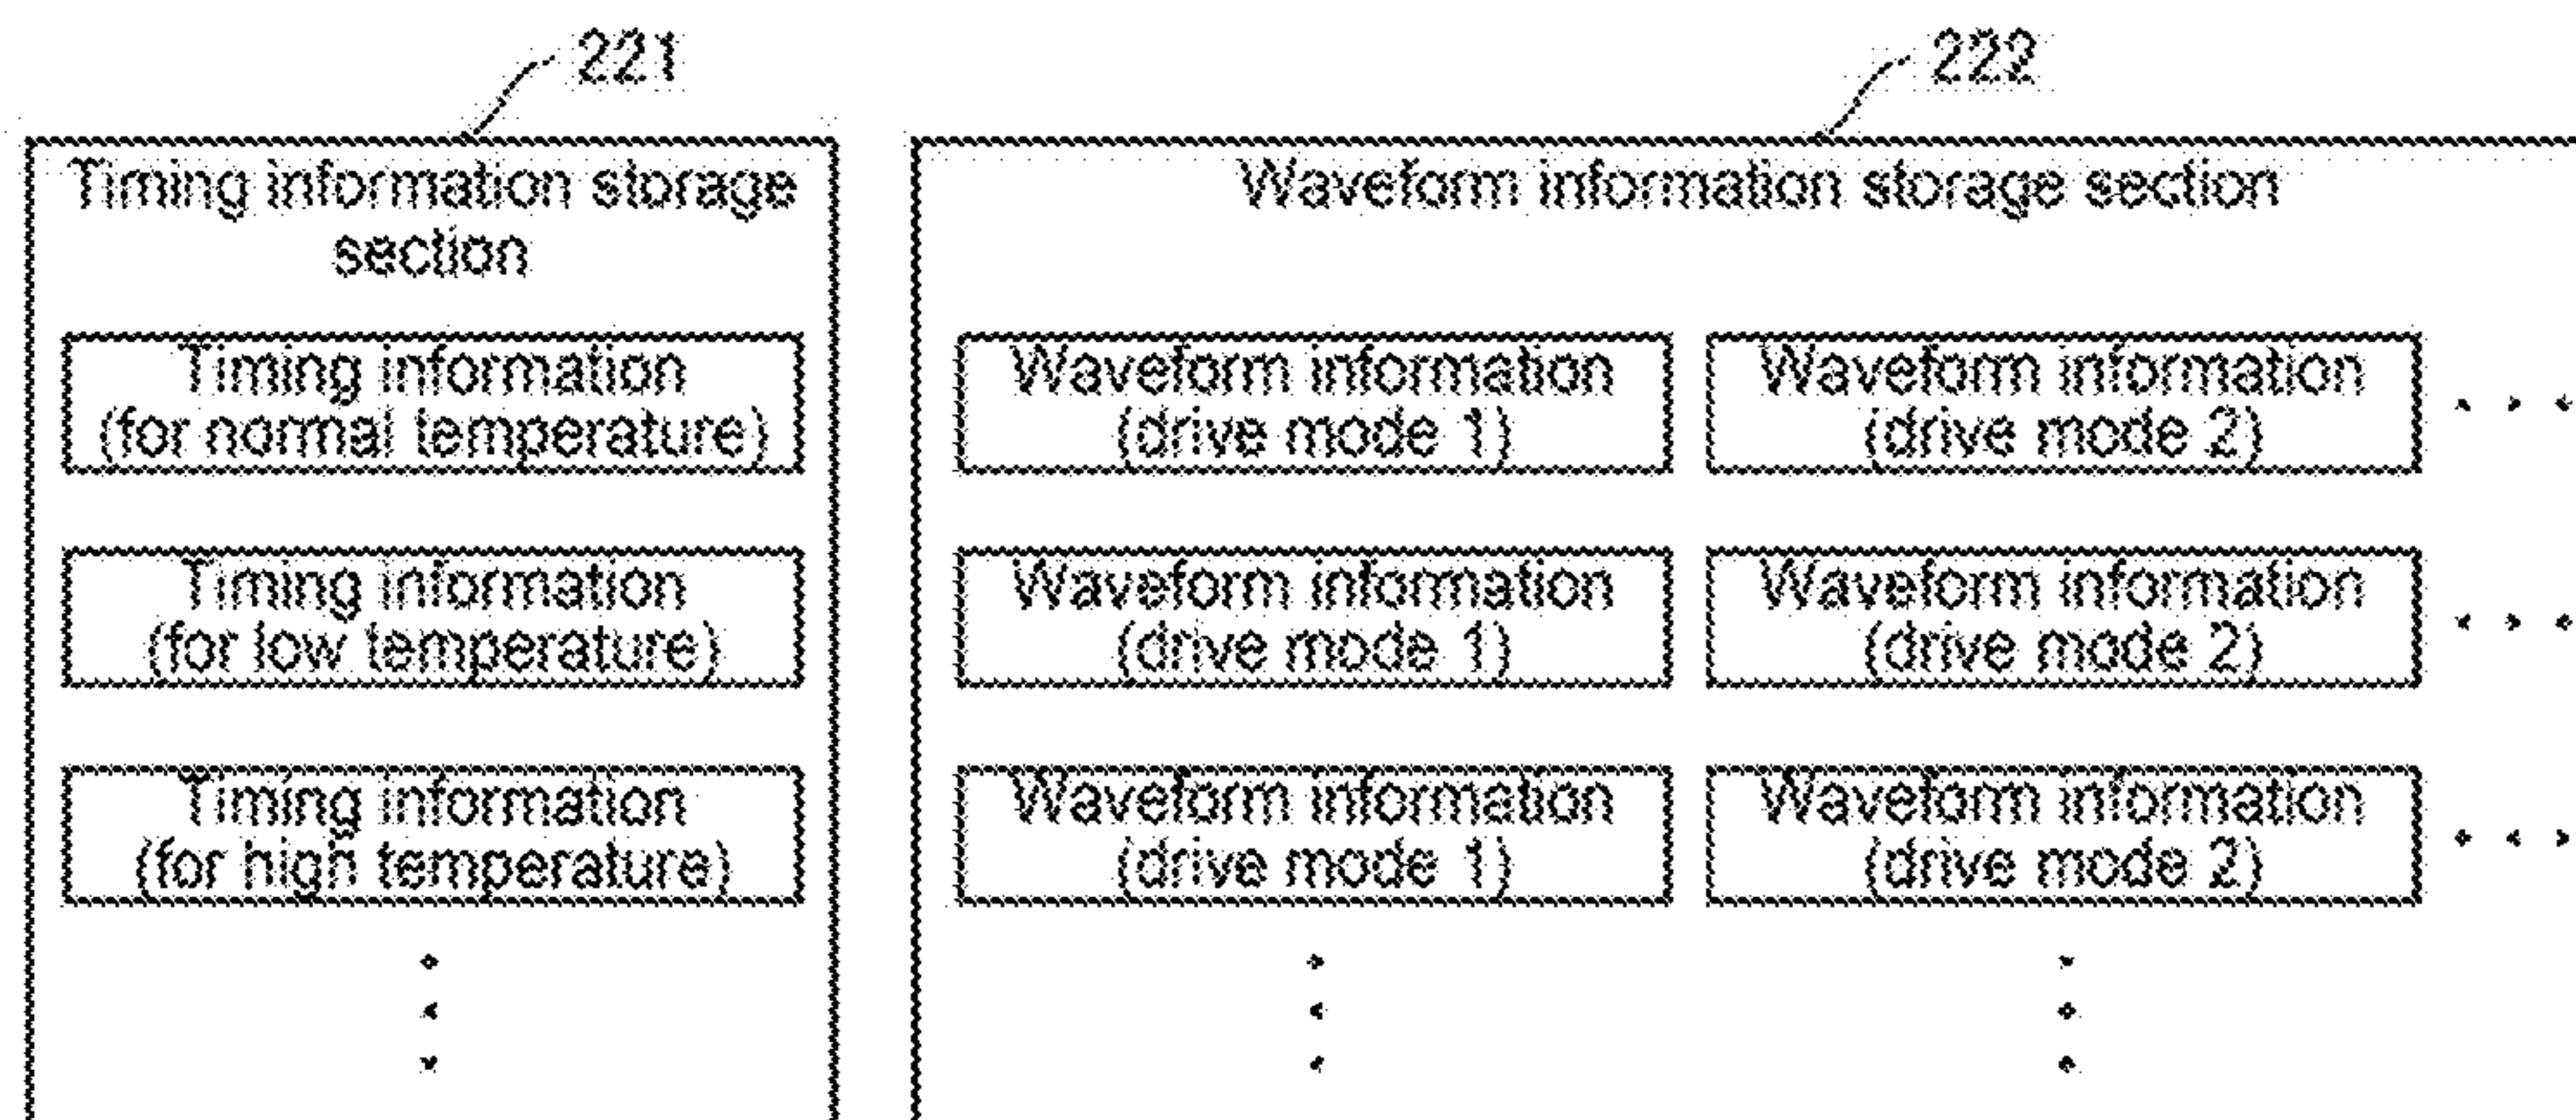 221
222
Timing information storage
section
Waveform information storage section
Timing information
(for normal temperature)
Waveform information
(drive mode 1)
Waveform information
(drive mode 2)
Timing information
(for low temperature)
Waveform information
(drive mode 1)
Waveform information
(drive mode 2)
Timing information
(for high temperature)
Waveform information
(drive mode 1)
Waveform information
(drive mode 2)